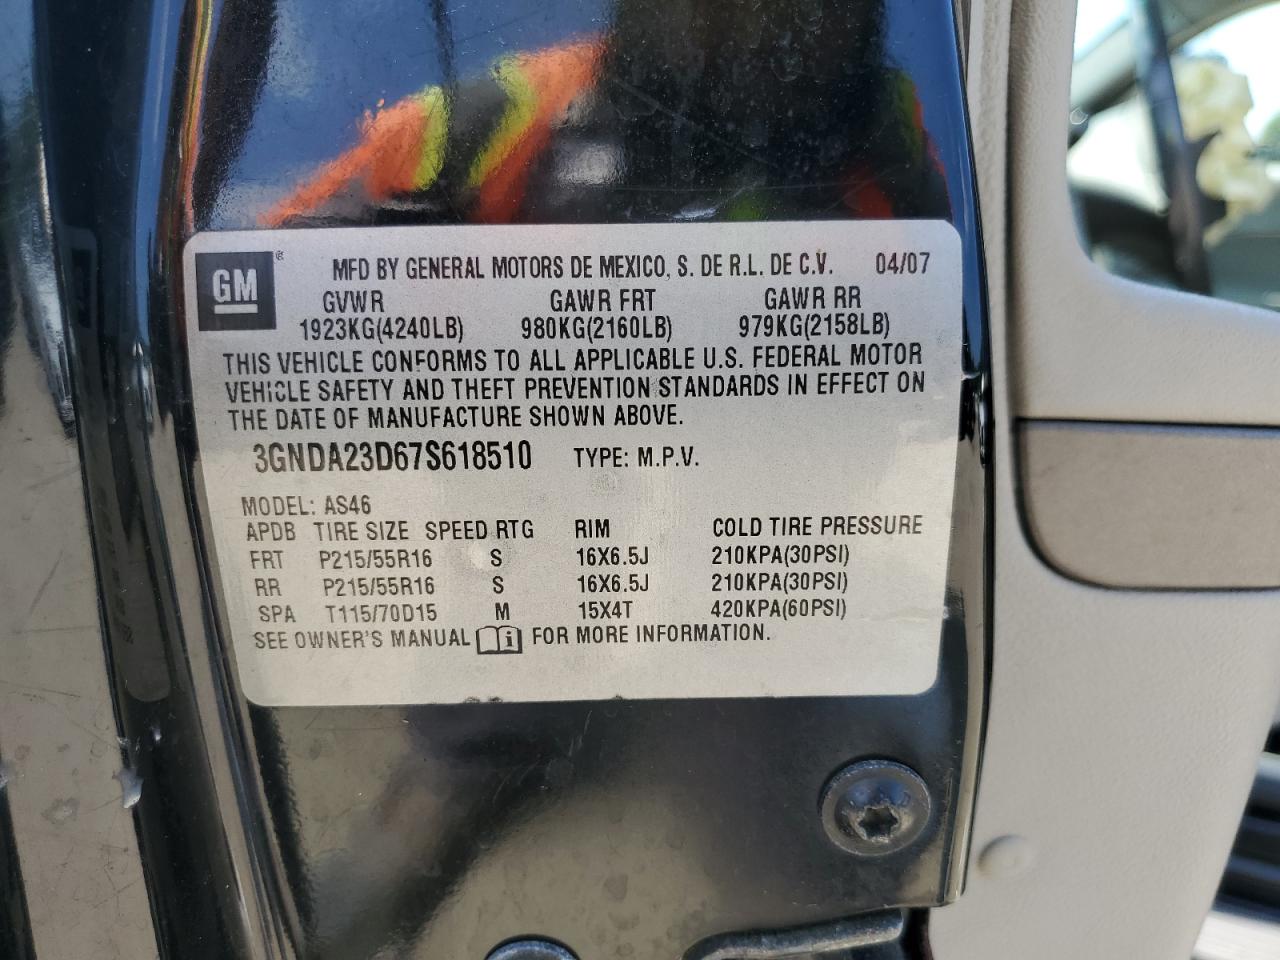 GM ® MFD BY GENERAL MOTORS DE MEXICO, S. DE R.L. DE C.V. 04/07
GVWR GAWR FRT GAWR RR
1923KG(4240LB) 980KG(2160LB) 979KG(2158LB)
THIS VEHICLE CONFORMS TO ALL APPLICABLE U.S. FEDERAL MOTOR
VEHICLE SAFETY AND THEFT PREVENTION STANDARDS IN EFFECT ON
THE DATE OF MANUFACTURE SHOWN ABOVE.
3GNDA23D67S618510 TYPE: M.P.V.
MODEL: AS46
APDB TIRE SIZE SPEED RTG RIM COLD TIRE PRESSURE
FRT P215/55R16 S 16X6.5J 210KPA(30PSI)
RR P215/55R16 S 16X6.5J 210KPA(30PSI)
SPA T115/70D15 M 15X4T 420KPA(60PSI)
SEE OWNER'S MANUAL i FOR MORE INFORMATION.